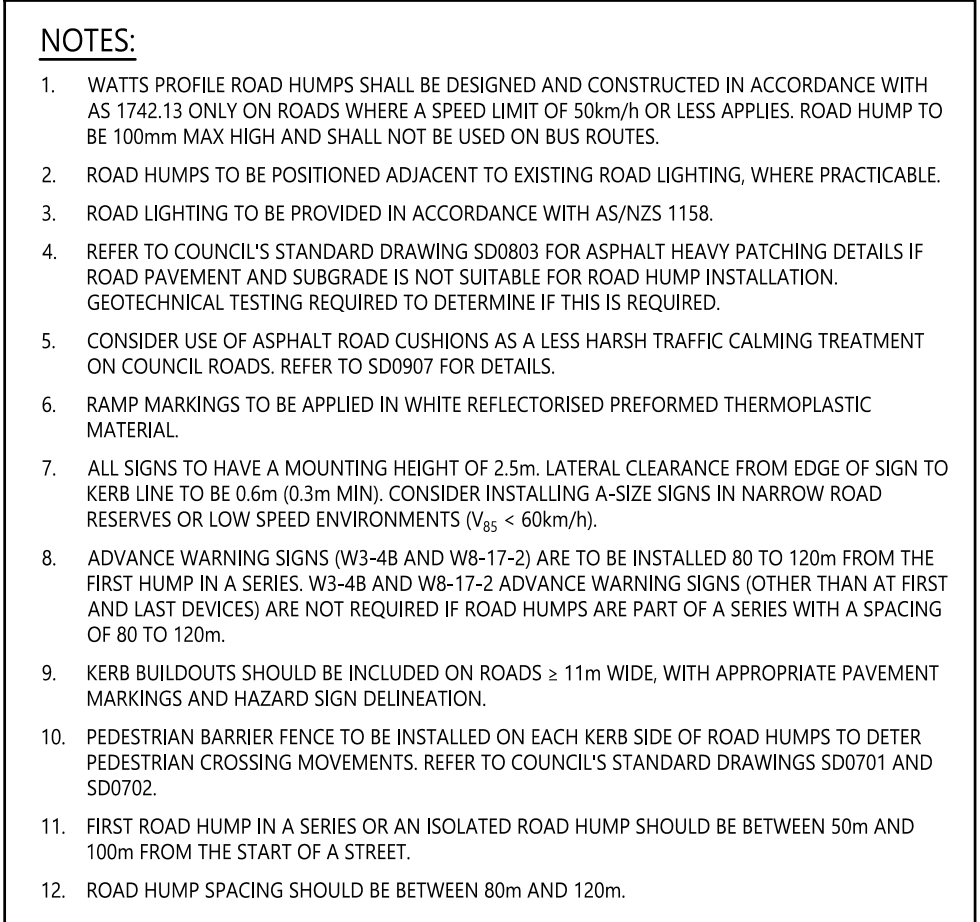 NOTES:
1. WATTS PROFILE ROAD HUMPS SHALL BE DESIGNED AND CONSTRUCTED IN ACCORDANCE WITH
AS 1742.13 ONLY ON ROADS WHERE A SPEED LIMIT OF 50km/h OR LESS APPLIES. ROAD HUMP TO
BE 100mm MAX HIGH AND SHALL NOT BE USED ON BUS ROUTES.
2. ROAD HUMPS TO BE POSITIONED ADJACENT TO EXISTING ROAD LIGHTING, WHERE PRACTICABLE.
3. ROAD LIGHTING TO BE PROVIDED IN ACCORDANCE WITH AS/NZS 1158.
4. REFER TO COUNCIL'S STANDARD DRAWING SD0803 FOR ASPHALT HEAVY PATCHING DETAILS IF
ROAD PAVEMENT AND SUBGRADE IS NOT SUITABLE FOR ROAD HUMP INSTALLATION.
GEOTECHNICAL TESTING REQUIRED TO DETERMINE IF THIS IS REQUIRED.
5. CONSIDER USE OF ASPHALT ROAD CUSHIONS AS A LESS HARSH TRAFFIC CALMING TREATMENT
ON COUNCIL ROADS. REFER TO SD0907 FOR DETAILS.
6. RAMP MARKINGS TO BE APPLIED IN WHITE REFLECTORISED PREFORMED THERMOPLASTIC
MATERIAL.
7. ALL SIGNS TO HAVE A MOUNTING HEIGHT OF 2.5m. LATERAL CLEARANCE FROM EDGE OF SIGN TO
KERB LINE TO BE 0.6m (0.3m MIN). CONSIDER INSTALLING A-SIZE SIGNS IN NARROW ROAD
RESERVES OR LOW SPEED ENVIRONMENTS (V85 < 60km/h).
8. ADVANCE WARNING SIGNS (W3-4B AND W8-17-2) ARE TO BE INSTALLED 80 TO 120m FROM THE
FIRST HUMP IN A SERIES. W3-4B AND W8-17-2 ADVANCE WARNING SIGNS (OTHER THAN AT FIRST
AND LAST DEVICES) ARE NOT REQUIRED IF ROAD HUMPS ARE PART OF A SERIES WITH A SPACING
OF 80 TO 120m.
9. KERB BUILDOUTS SHOULD BE INCLUDED ON ROADS ≥ 11m WIDE, WITH APPROPRIATE PAVEMENT
MARKINGS AND HAZARD SIGN DELINEATION.
10. PEDESTRIAN BARRIER FENCE TO BE INSTALLED ON EACH KERB SIDE OF ROAD HUMPS TO DETER
PEDESTRIAN CROSSING MOVEMENTS. REFER TO COUNCIL'S STANDARD DRAWINGS SD0701 AND
SD0702.
11. FIRST ROAD HUMP IN A SERIES OR AN ISOLATED ROAD HUMP SHOULD BE BETWEEN 50m AND
100m FROM THE START OF A STREET.
12. ROAD HUMP SPACING SHOULD BE BETWEEN 80m AND 120m.